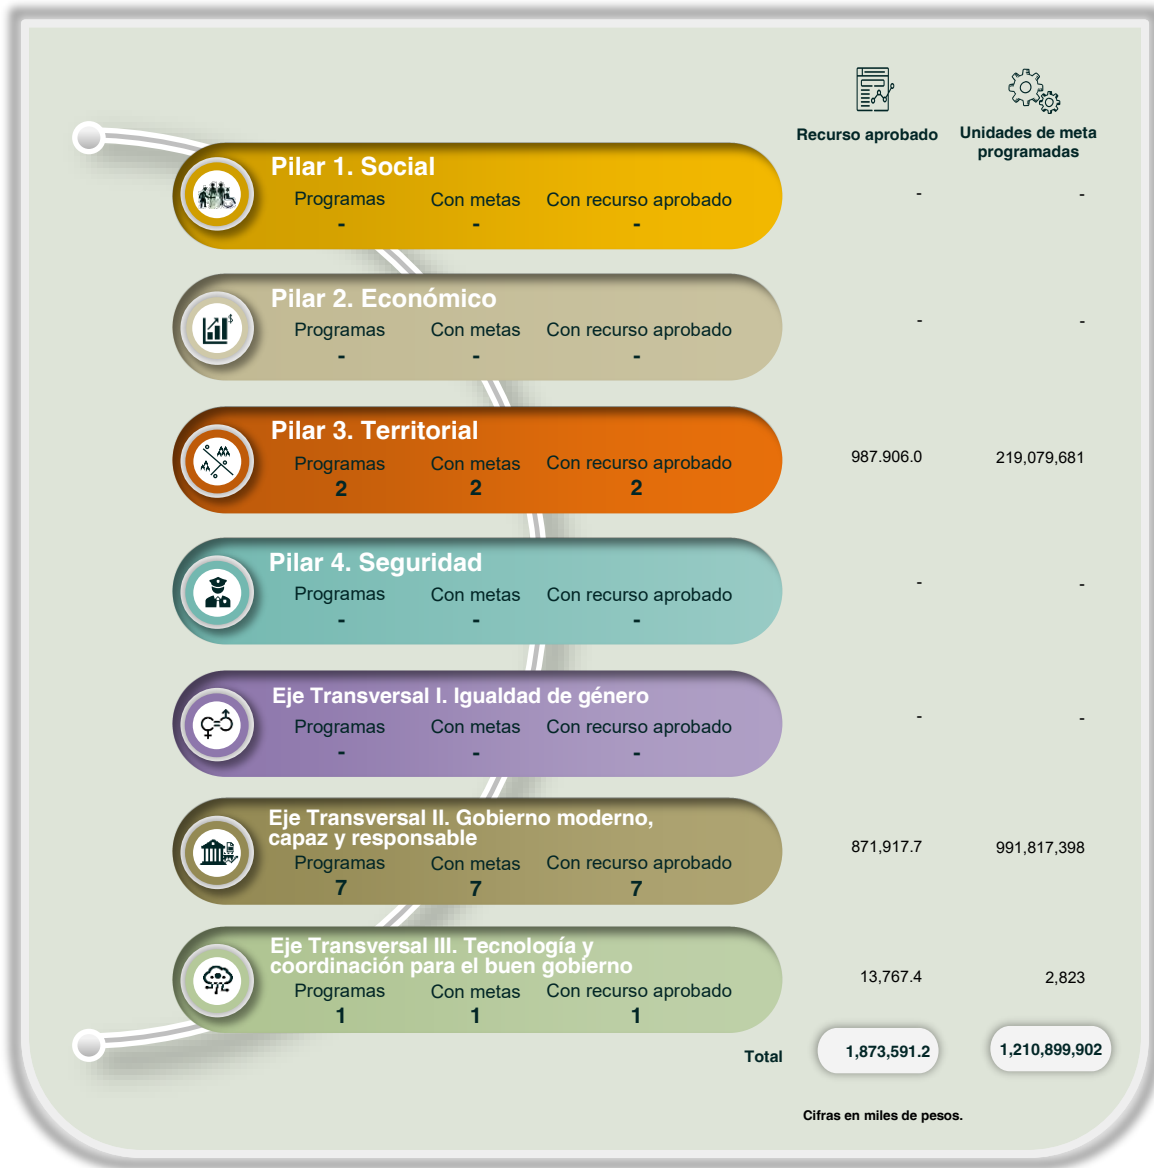 Recurso aprobado
Unidades de meta
programadas
Pilar 1. Social
Programas Con metas Con recurso aprobado - -
- - -
Pilar 2. Económico
Programas Con metas Con recurso aprobado - -
- - -
Pilar 3. Territorial
Programas Con metas Con recurso aprobado 987.906.0 219,079,681
2 2 2
Pilar 4. Seguridad
Programas Con metas Con recurso aprobado - -
- - -
Eje Transversal I. Igualdad de género
Programas Con metas Con recurso aprobado - -
- - -
Eje Transversal II. Gobierno moderno,
capaz y responsable 871,917.7 991,817,398
Programas Con metas Con recurso aprobado
7 7 7
Eje Transversal III. Tecnología y
coordinación para el buen gobierno 13,767.4 2,823
Programas Con metas Con recurso aprobado
1 1 1
Total 1,873,591.2 1,210,899,902
Cifras en miles de pesos.